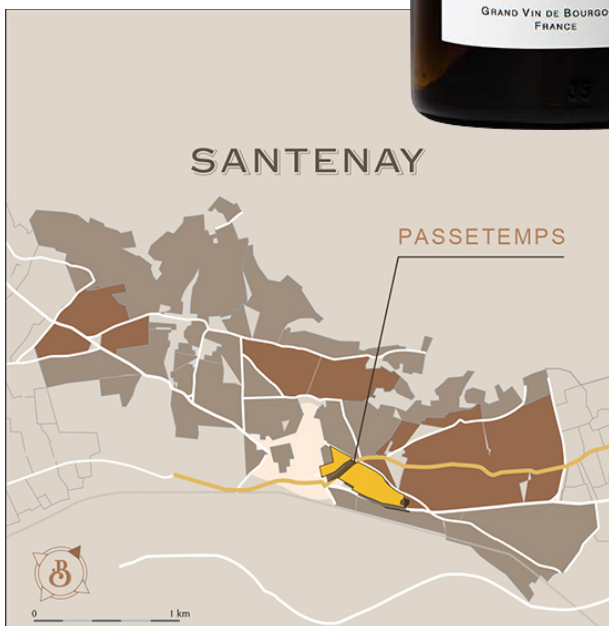 GRAND VIN DE BOURGO
FRANCE
SANTENAY
PASSETEMPS
B
0 1 km